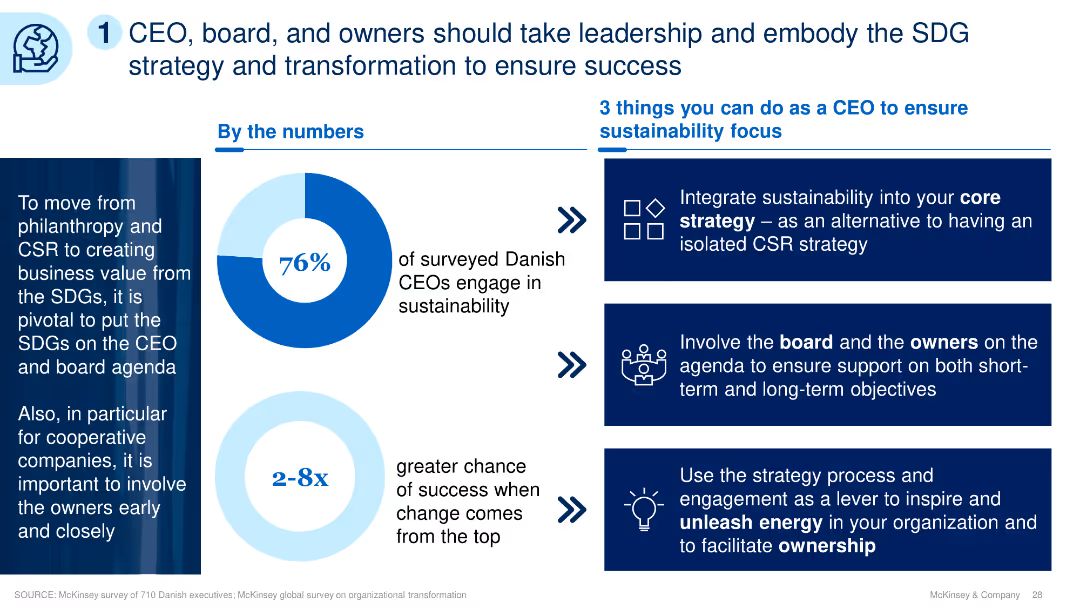 1 CEO, board, and owners should take leadership and embody the SDG
strategy and transformation to ensure success
To move from
philanthropy and
CSR to creating
business value from
the SDGs, it is
pivotal to put the
SDGs on the CEO
and board agenda
Also, in particular
for cooperative
companies, it is
important to involve
the owners early
and closely
By the numbers
76%
of surveyed Danish
CEOs engage in
sustainability
2-8x
greater chance
of success when
change comes
from the top
3 things you can do as a CEO to ensure
sustainability focus
Integrate sustainability into your core
strategy – as an alternative to having an
isolated CSR strategy
Involve the board and the owners on the
agenda to ensure support on both short-
term and long-term objectives
Use the strategy process and
engagement as a lever to inspire and
unleash energy in your organization and
to facilitate ownership
SOURCE: McKinsey survey of 710 Danish executives; McKinsey global survey on organizational transformation
McKinsey & Company 28